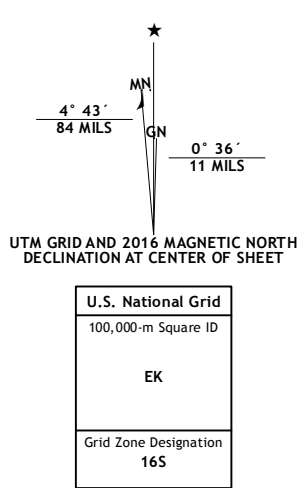 ★
MN
GN
4° 43´
84 MILS
0° 36´
11 MILS
UTM GRID AND 2016 MAGNETIC NORTH
DECLINATION AT CENTER OF SHEET
U.S. National Grid
100,000-m Square ID
EK
Grid Zone Designation
16S